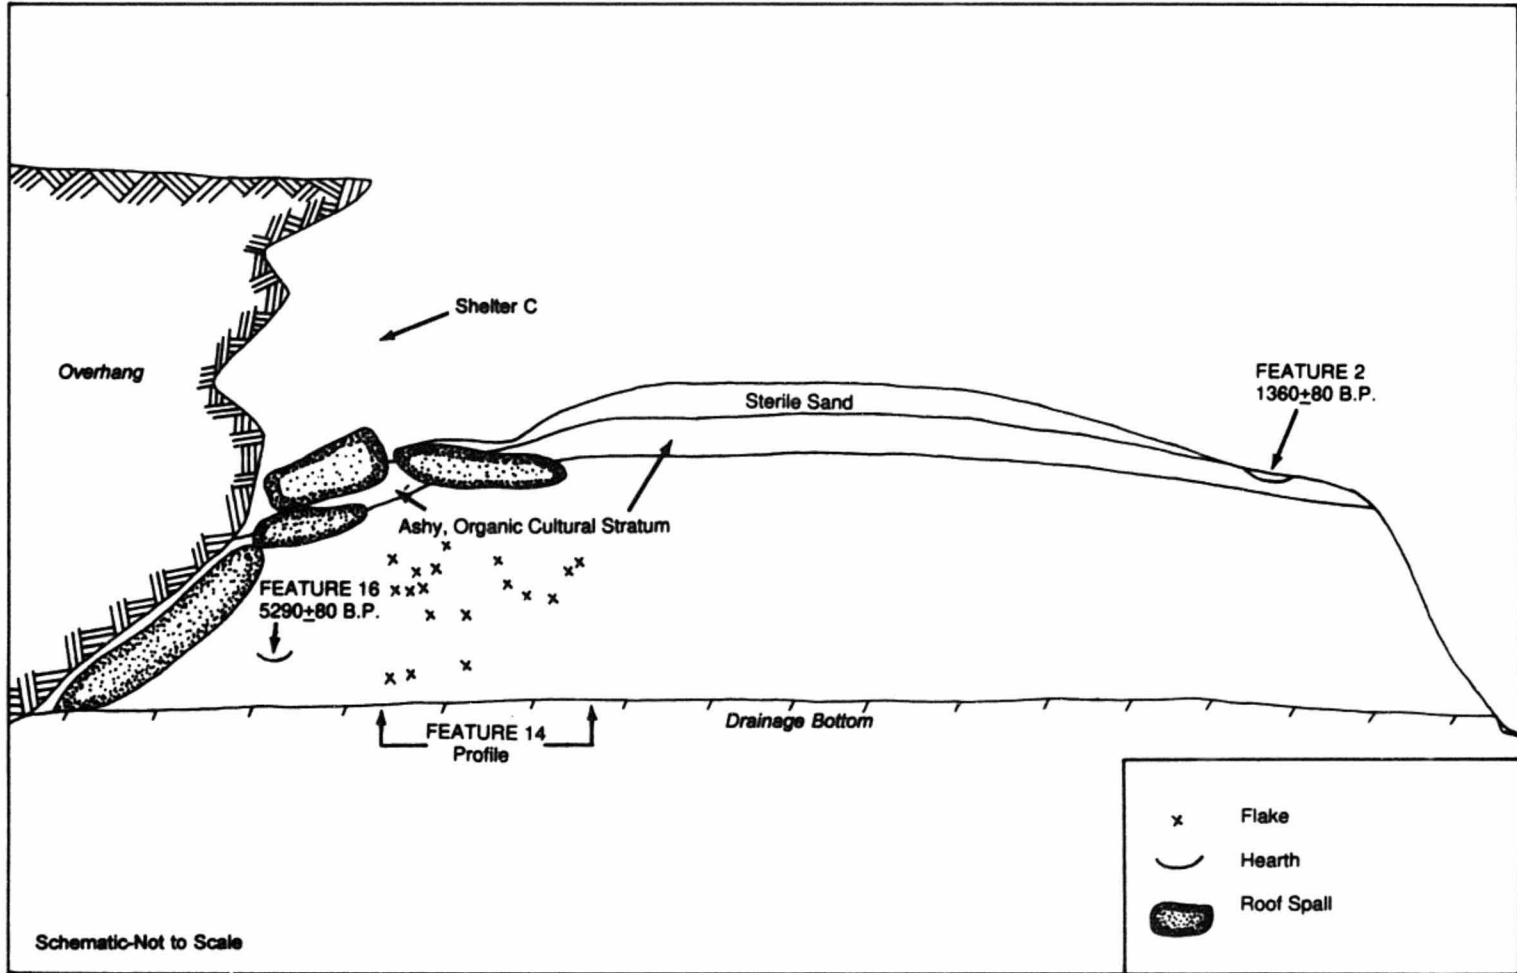 Shelter C
Overhang
FEATURE 2
1360±80 B.P.
Sterile Sand
Ashy, Organic Cultural Stratum
FEATURE 16
5290±80 B.P.
Drainage Bottom
FEATURE 14
Profile
x Flake
Hearth
Roof Spall
Schematic-Not to Scale